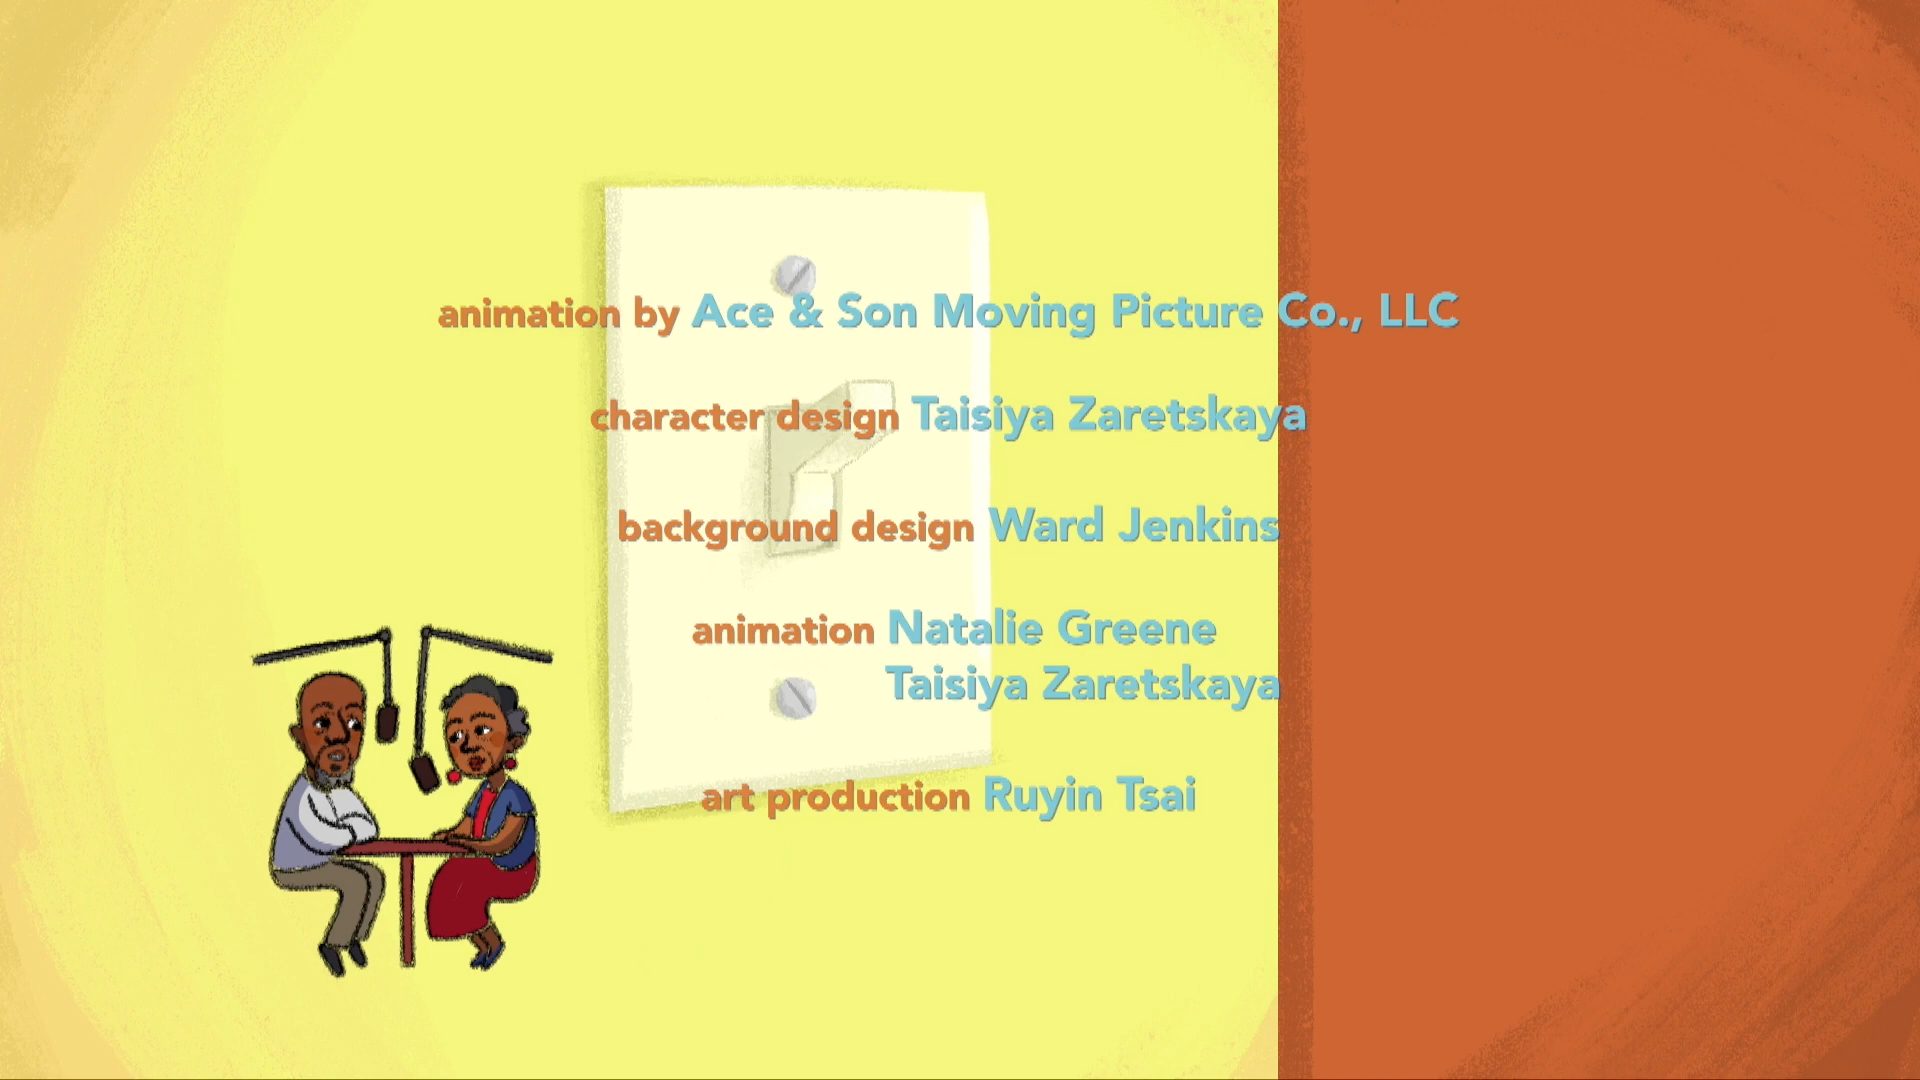 animation by Ace & Son Moving Picture Co., LLC
character design Taisiya Zaretskaya
background design Ward Jenkins
animation Natalie Greene
Taisiya Zaretskaya
art production Ruyin Tsai